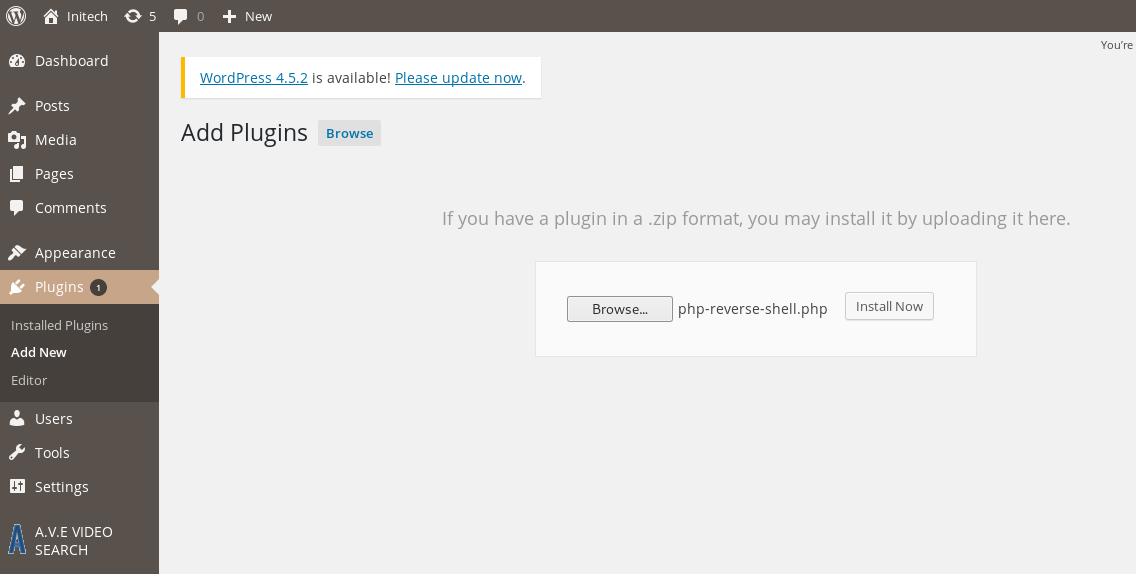 Initech 5 0 New
You're
Dashboard
Posts
Media
Pages
Comments
Appearance
Plugins 1
Installed Plugins
Add New
Editor
Users
Tools
Settings
A.V.E VIDEO
SEARCH
WordPress 4.5.2 is available! Please update now.
Add Plugins Browse
If you have a plugin in a .zip format, you may install it by uploading it here.
Browse... php-reverse-shell.php Install Now